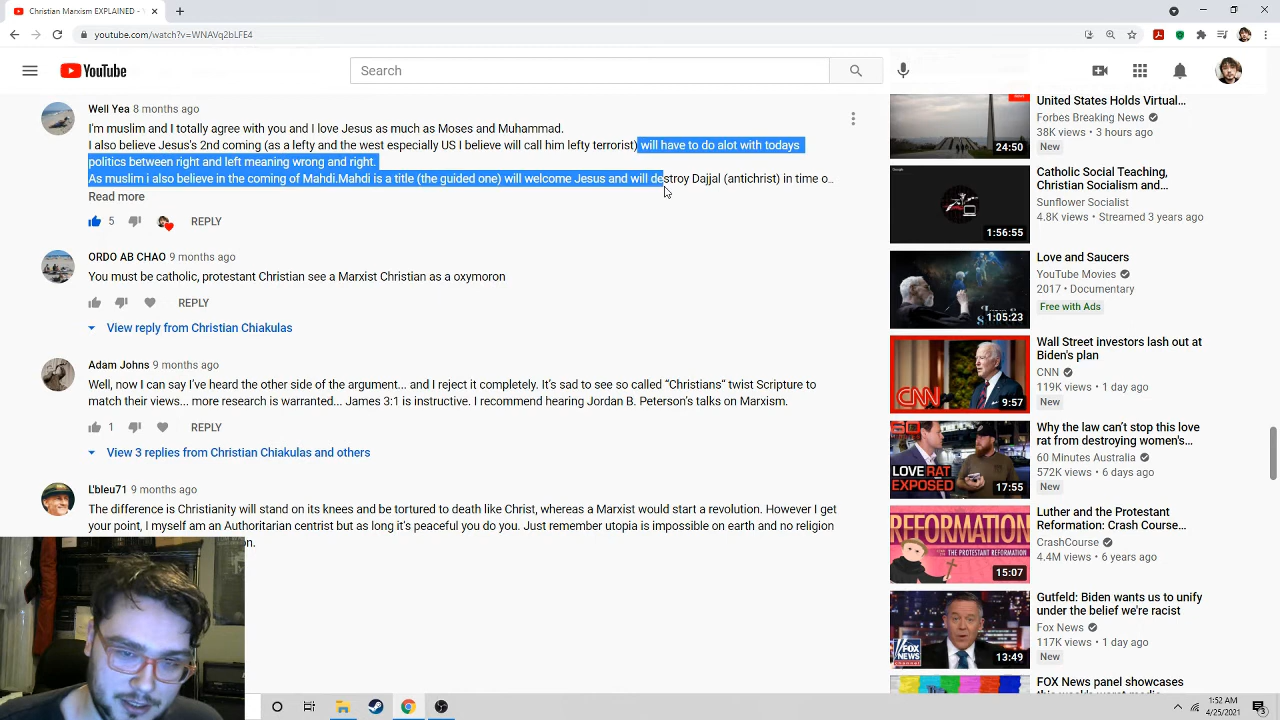 Christian Marxism EXPLAINED -
youtube.com/watch?v=WNAVq2bLFE4
YouTube
Search
Well Yea 8 months ago
I'm muslim and I totally agree with you and I love Jesus as much as Moses and Muhammad.
I also believe Jesus's 2nd coming (as a lefty and the west especially US I believe will call him lefty terrorist) will have to do alot with todays
politics between right and left meaning wrong and right.
As muslim i also believe in the coming of Mahdi.Mahdi is a title (the guided one) will welcome Jesus and will destroy Dajjal (antichrist) in time o..
Read more
5 REPLY
ORDO AB CHAO 9 months ago
You must be catholic, protestant Christian see a Marxist Christian as a oxymoron
REPLY
View reply from Christian Chiakulas
Adam Johns 9 months ago
Well, now I can say I've heard the other side of the argument... and I reject it completely. It's sad to see so called "Christians" twist Scripture to
match their views... more research is wanted... James 3:1 is instructive. I recommend hearing Jordan B. Peterson's talks on Marxism.
1 REPLY
View 3 replies from Christian Chiakulas and others
L'bleu71 9 months ago
The difference is Christianity will stand on its knees and be tortured to death like Christ, whereas a Marxist would start a revolution. However I get
your point, I myself am an Authoritarian centrist but as long it's peaceful you do you. Just remember utopia is impossible on earth and no religion
on.
United States Holds Virtual...
Forbes Breaking News
38K views • 3 hours ago
New
24:50
Catholic Social Teaching,
Christian Socialism and...
Sunflower Socialist
4.8K views • Streamed 3 years ago
1:56:55
Love and Saucers
YouTube Movies
2017 • Documentary
Free with Ads
1:05:23
Wall Street investors lash out at
Biden's plan
CNN
119K views • 1 day ago
New
CNN
9:57
Why the law can't stop this love
rat from destroying women's...
60 Minutes Australia
572K views • 6 days ago
New
60
LOVE RAT
EXPOSED
17:55
Luther and the Protestant
Reformation: Crash Course...
CrashCourse
4.4M views • 6 years ago
REFORMATION
THE PROTESTANT REFORMATION
15:07
Gutfeld: Biden wants us to unify
under the belief we're racist
Fox News
117K views • 1 day ago
New
FOX
NEWS
channel
13:49
FOX News panel showcases
1:52 AM
4/25/2021